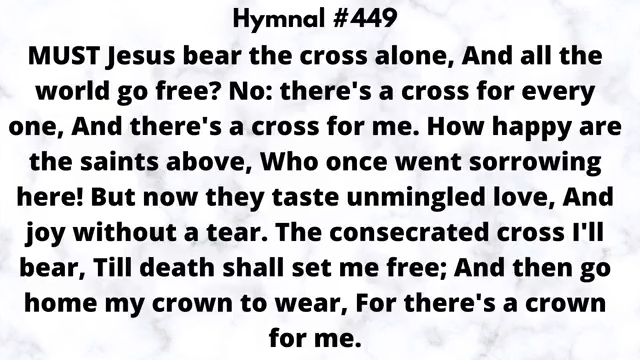 Hymnal #449
MUST Jesus bear the cross alone, And all the
world go free? No: there's a cross for every
one, And there's a cross for me. How happy are
the saints above, Who once went sorrowing
here! But now they taste unmingled love, And
joy without a tear. The consecrated cross I'll
bear, Till death shall set me free; And then go
home my crown to wear, For there's a crown
for me.